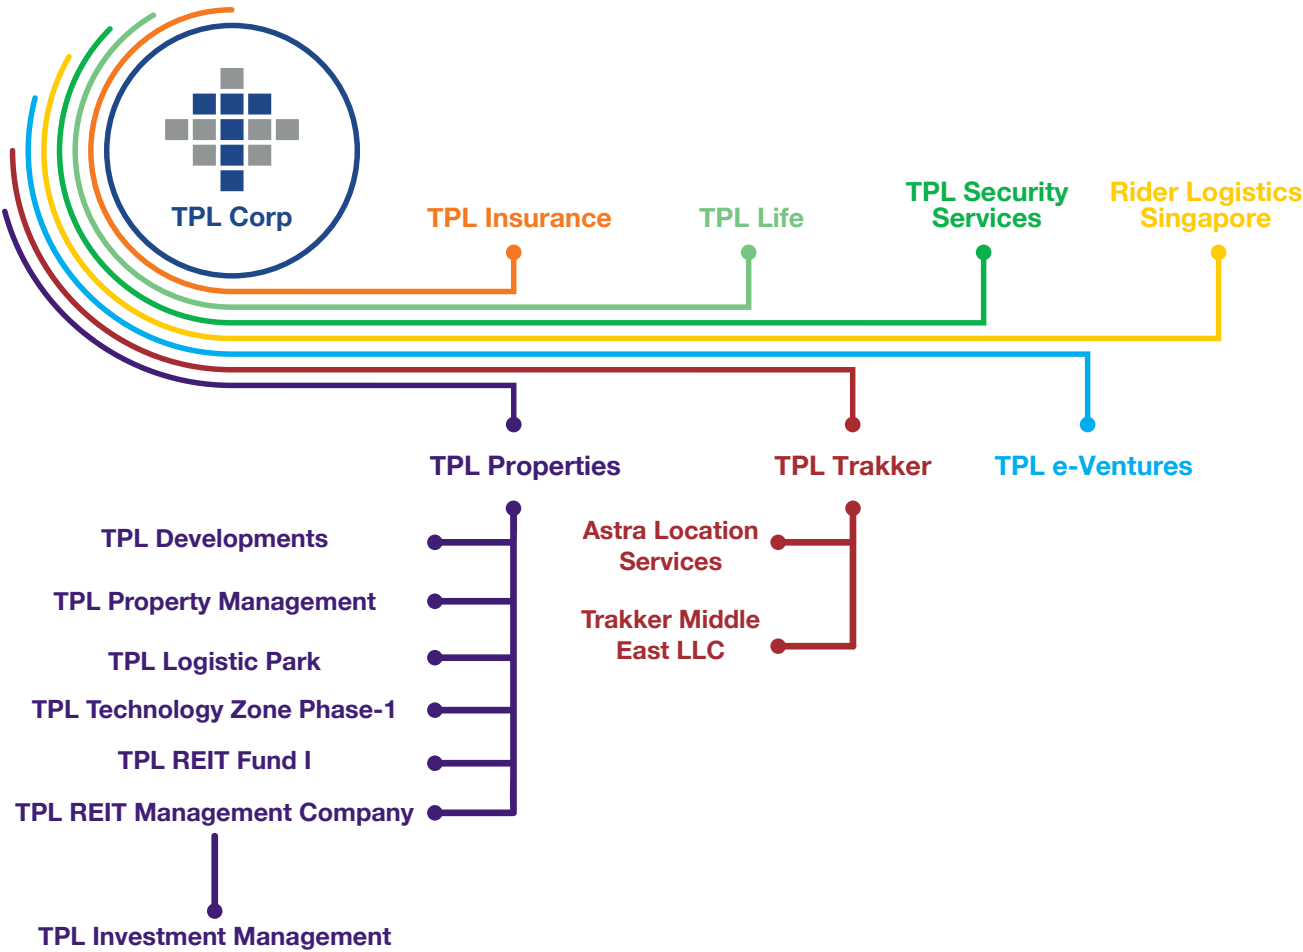 TPL Corp
TPL Insurance
TPL Life
TPL Security
Services
Rider Logistics
Singapore
TPL Properties
TPL Trakker
TPL e-Ventures
TPL Developments
TPL Property Management
TPL Logistic Park
TPL Technology Zone Phase-1
TPL REIT Fund I
TPL REIT Management Company
TPL Investment Management
Astra Location
Services
Trakker Middle
East LLC